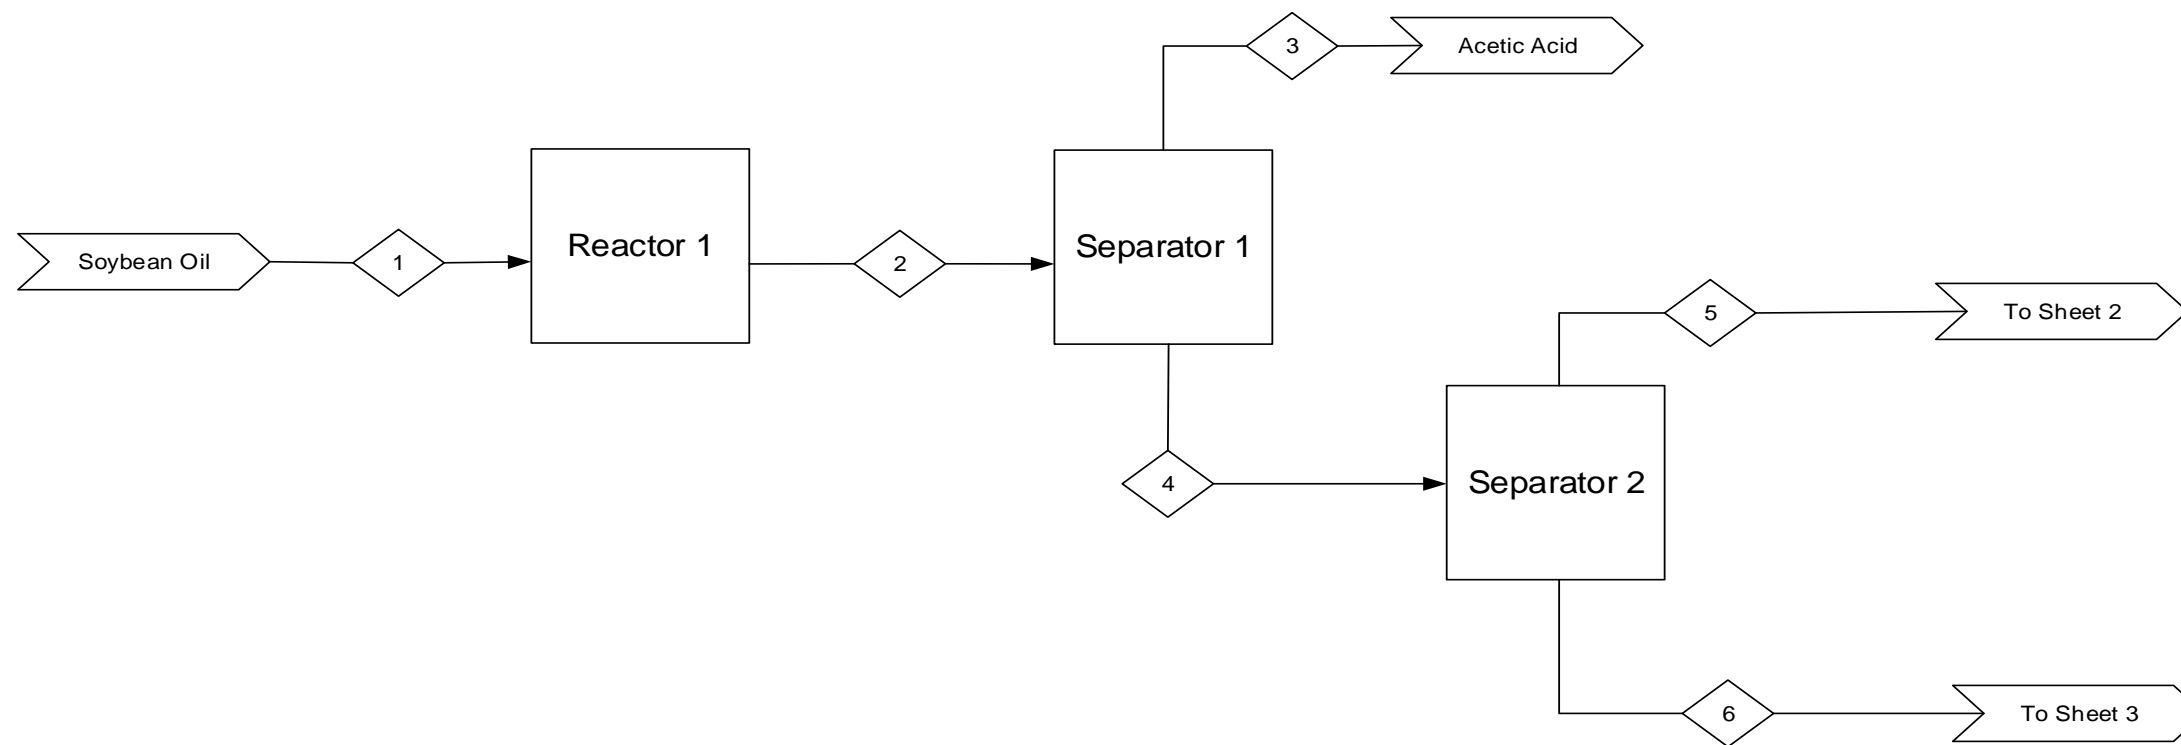 3
Acetic Acid
Soybean Oil
1
Reactor 1
2
Separator 1
5
To Sheet 2
4
Separator 2
6
To Sheet 3